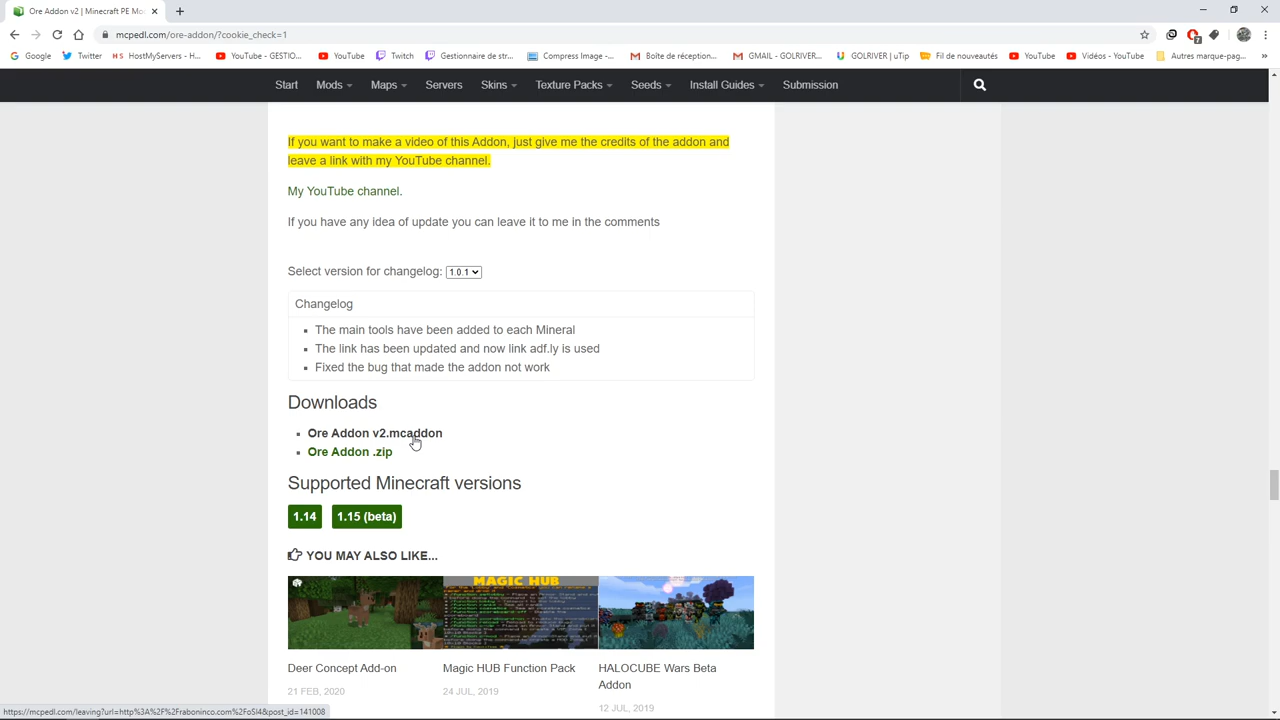 Ore Addon v2 | Minecraft PE Mo
mcpedl.com/ore-addon/?cookie_check=1
7
Google Twitter HostMyServers - H... YouTube - GESTIO... YouTube Twitch Gestionnaire de str... Compress Image -... Boîte de réception... GMAIL - GOLRIVER... GOLRIVER | uTip Fil de nouveautés YouTube Vidéos - YouTube Autres marque-pag... »
Start Mods Maps Servers Skins Texture Packs Seeds Install Guides Submission
If you want to make a video of this Addon, just give me the credits of the addon and
leave a link with my YouTube channel.
My YouTube channel.
If you have any idea of update you can leave it to me in the comments
Select version for changelog: 1.0.1
Changelog
The main tools have been added to each Mineral
The link has been updated and now link adf.ly is used
Fixed the bug that made the addon not work
Downloads
Ore Addon v2.mcaddon
Ore Addon .zip
Supported Minecraft versions
1.14 1.15 (beta)
YOU MAY ALSO LIKE...
MAGIC HUB
Deer Concept Add-on Magic HUB Function Pack HALOCUBE Wars Beta
Addon
21 FEB, 2020 24 JUL, 2019
12 JUL, 2019
https://mcpedl.com/leaving?url=http%3A%2F%2Fraboninco.com%2FoSl4&post_id=141008